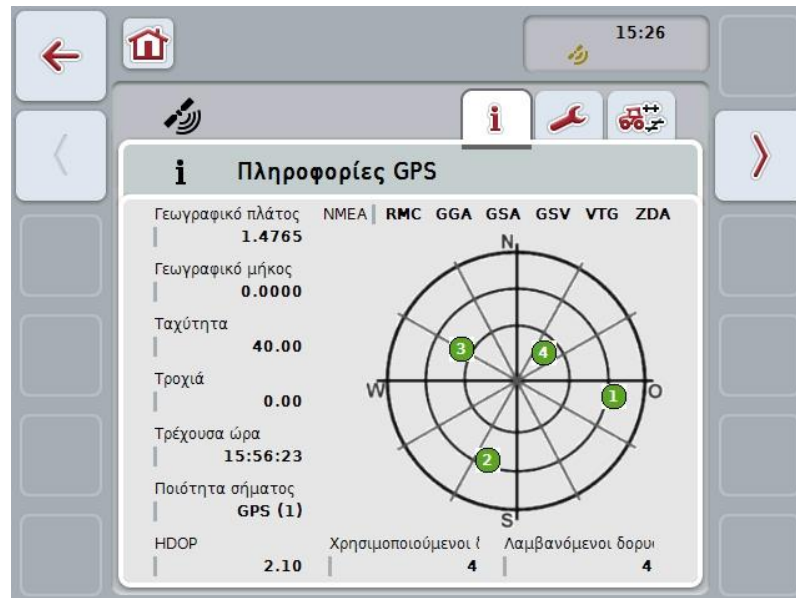 15:26
i
i Πληροφορίες GPS
Γεωγραφικό πλάτος
1.4765
NMEA RMC GGA GSA GSV VTG ZDA
Γεωγραφικό μήκος
0.0000
Ταχύτητα
40.00
Τροχιά
0.00
Τρέχουσα ώρα
15:56:23
Ποιότητα σήματος
GPS (1)
HDOP
2.10
N
3
4
W
1
O
2
S
Χρησιμοποιούμενοι
4
Λαμβανόμενοι
4